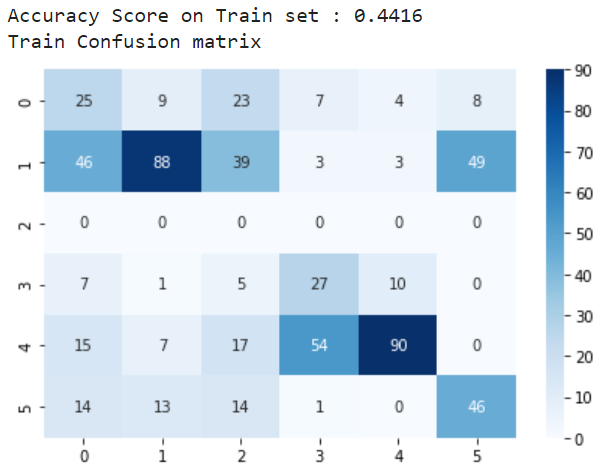 Accuracy Score on Train set : 0.4416
Train Confusion matrix
0 25 9 23 7 4 8
1 46 88 39 3 3 49
2 0 0 0 0 0 0
3 7 1 5 27 10 0
4 15 7 17 54 90 0
5 14 13 14 1 0 46
0 1 2 3 4 5
90
80
70
60
50
40
30
20
10
0